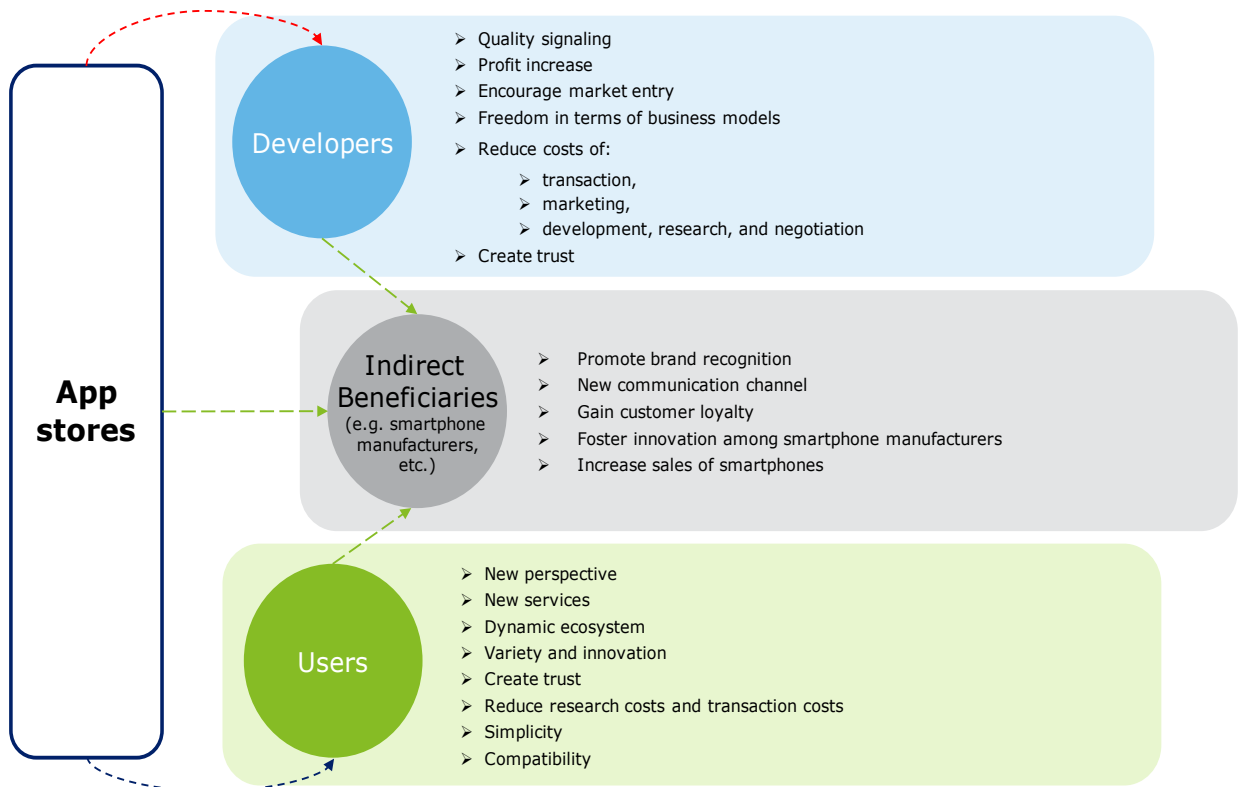 App
stores
Developers
➢ Quality signaling
➢ Profit increase
➢ Encourage market entry
➢ Freedom in terms of business models
➢ Reduce costs of:
➢ transaction,
➢ marketing,
➢ development, research, and negotiation
➢ Create trust
Indirect
Beneficiaries
(e.g. smartphone
manufacturers,
etc.)
➢ Promote brand recognition
➢ New communication channel
➢ Gain customer loyalty
➢ Foster innovation among smartphone manufacturers
➢ Increase sales of smartphones
Users
➢ New perspective
➢ New services
➢ Dynamic ecosystem
➢ Variety and innovation
➢ Create trust
➢ Reduce research costs and transaction costs
➢ Simplicity
➢ Compatibility